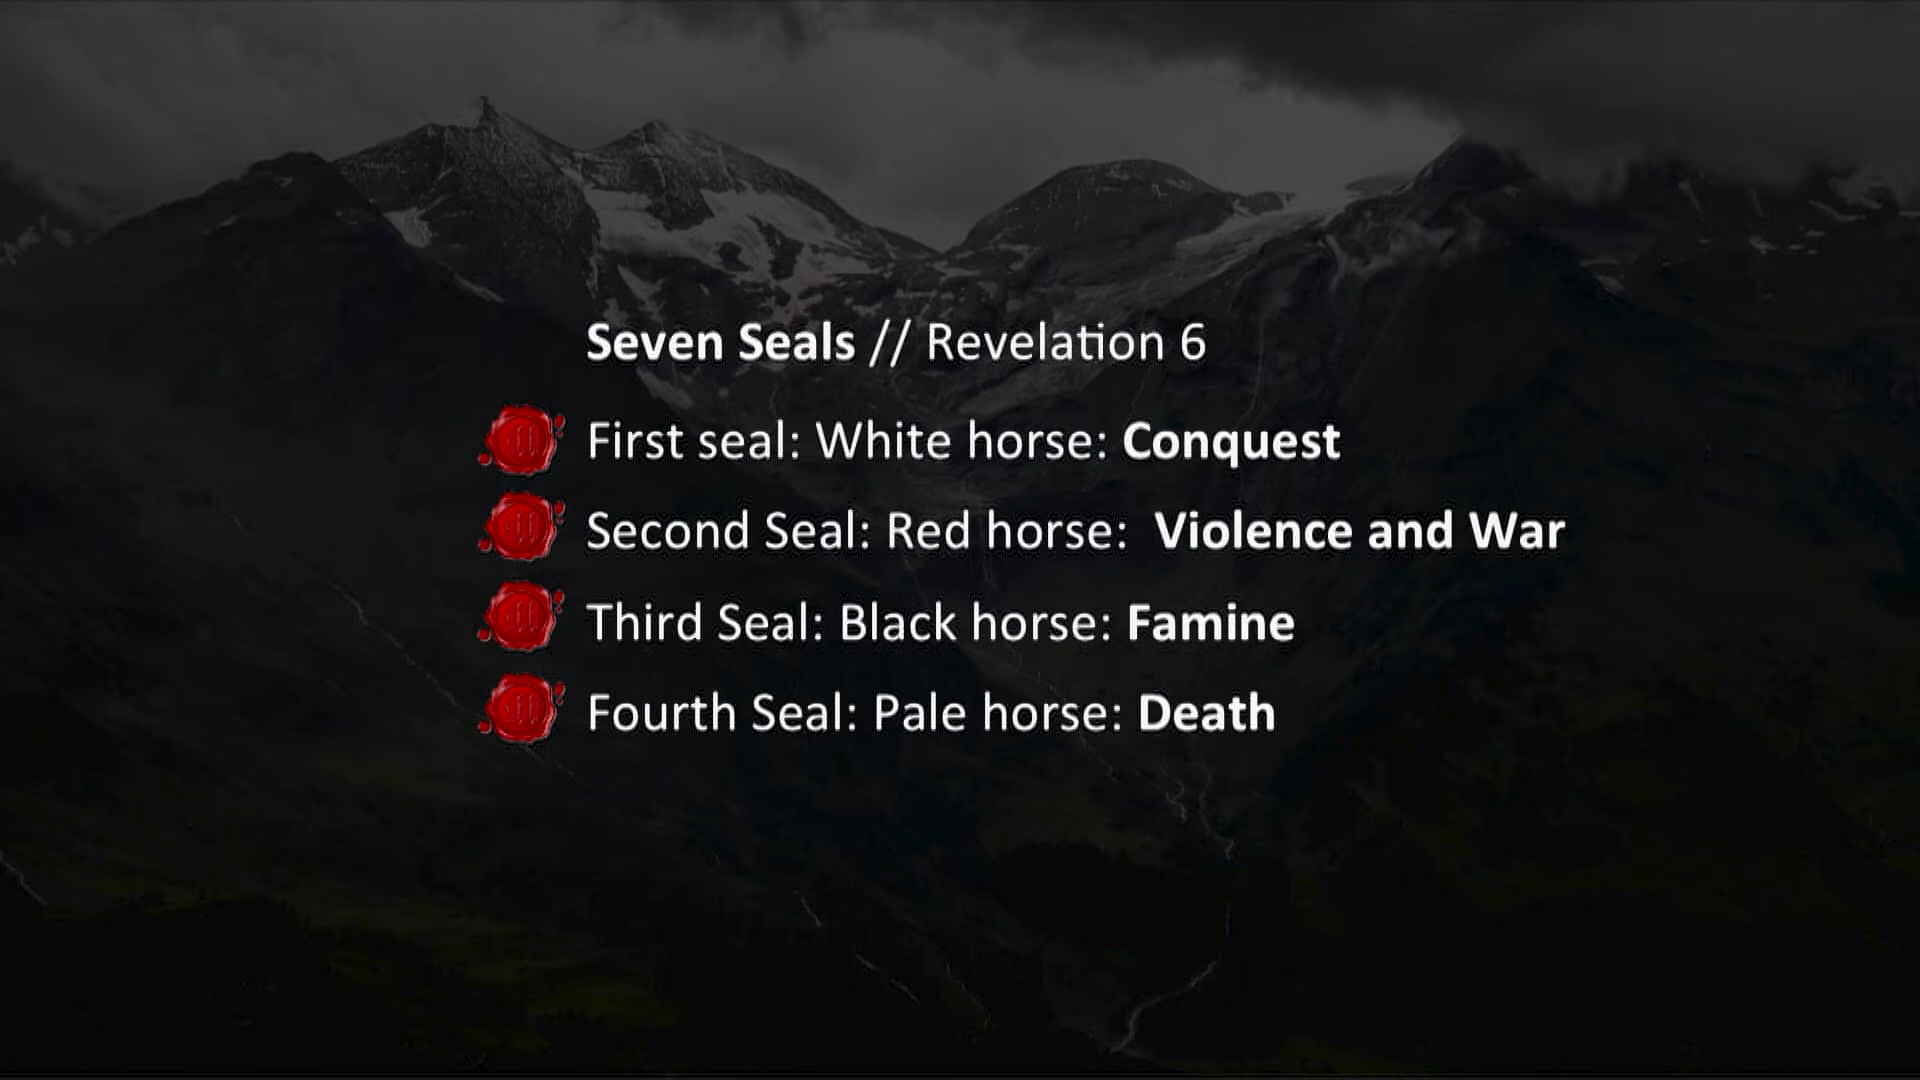 Seven Seals // Revelation 6
First seal: White horse: Conquest
Second Seal: Red horse:  Violence and War
Third Seal: Black horse: Famine
Fourth Seal: Pale horse: Death